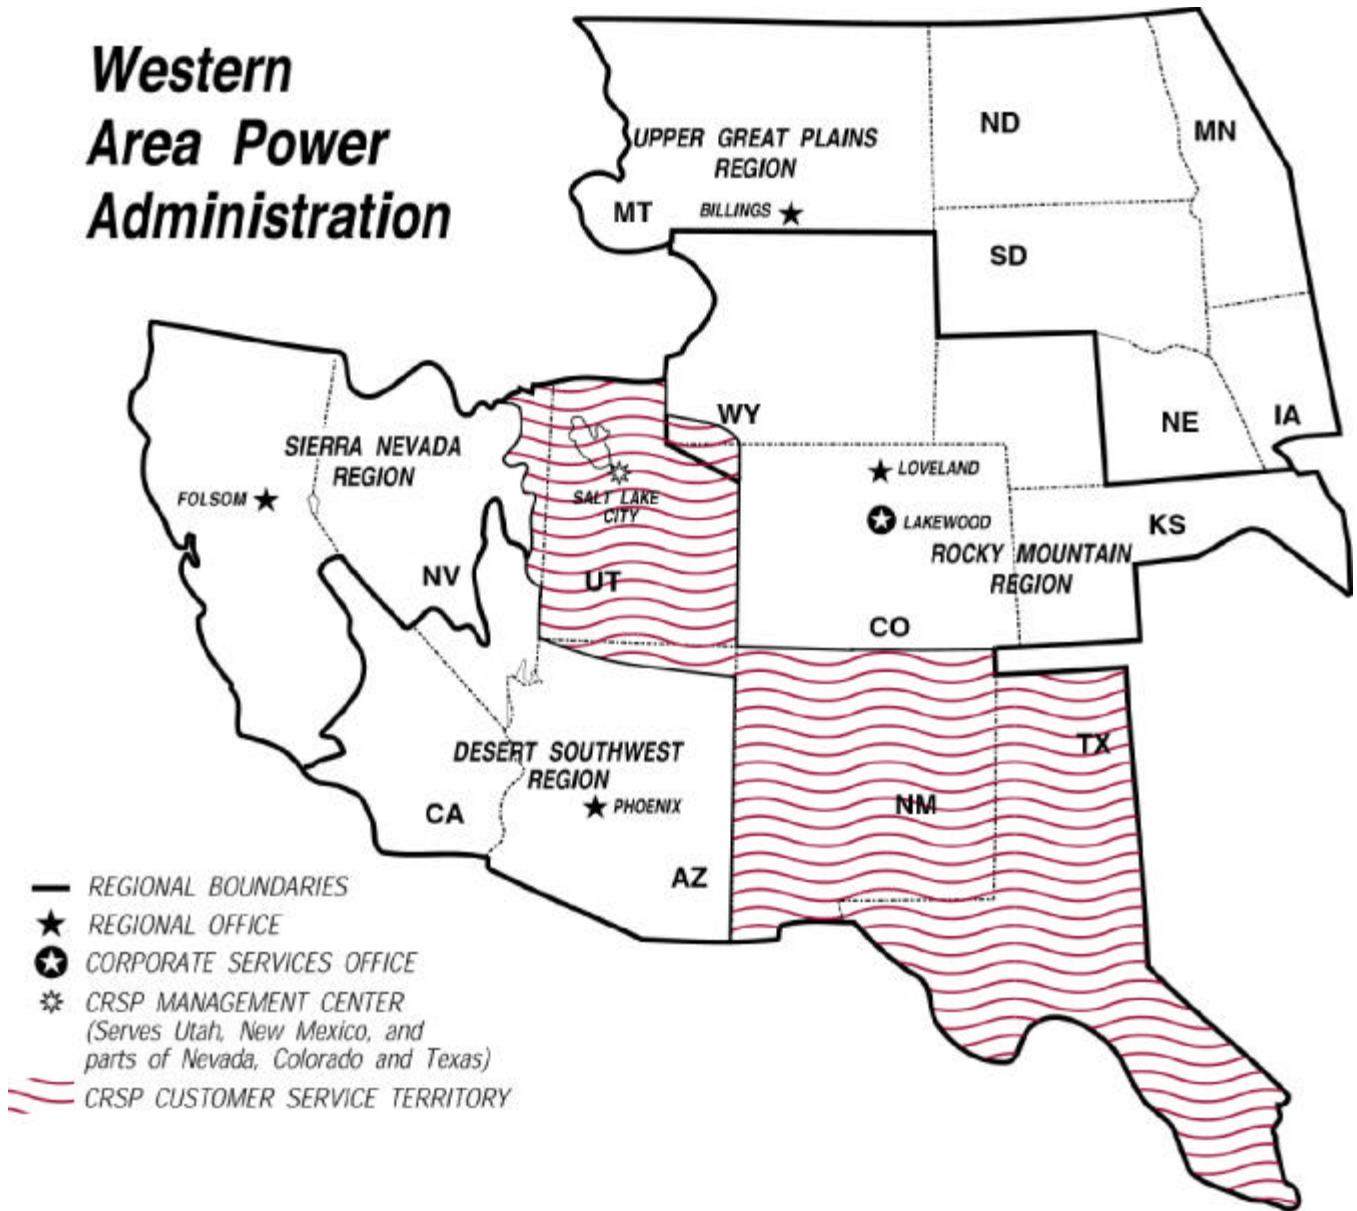 Western
Area Power
Administration
UPPER GREAT PLAINS
REGION
MT
BILLINGS
ND
MN
SD
WY
NE
IA
SIERRA NEVADA
REGION
FOLSOM
NV
SALT LAKE
CITY
UT
LOVELAND
LAKEWOOD
KS
ROCKY MOUNTAIN
REGION
CO
DESERT SOUTHWEST
REGION
PHOENIX
CA
AZ
NM
TX
REGIONAL BOUNDARIES
REGIONAL OFFICE
CORPORATE SERVICES OFFICE
CRSP MANAGEMENT CENTER
(Serves Utah, New Mexico, and
parts of Nevada, Colorado and Texas)
CRSP CUSTOMER SERVICE TERRITORY